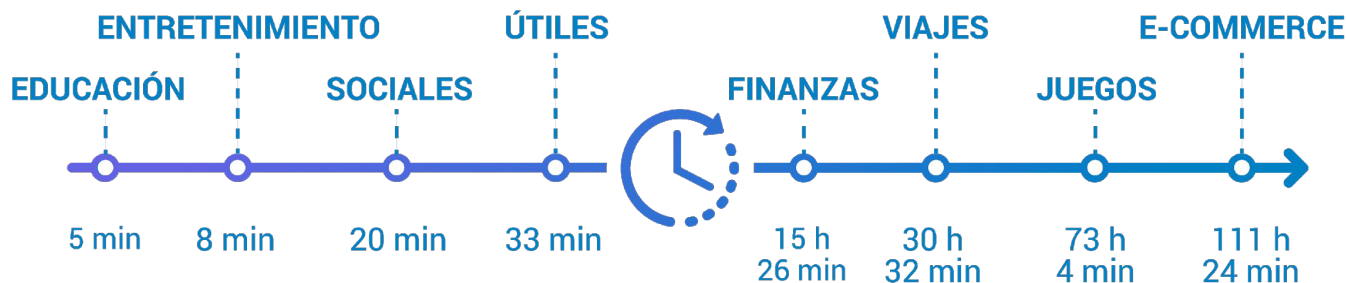 ENTRETENIMIENTO
ÚTILES
VIAJES
E-COMMERCE
EDUCACIÓN
SOCIALES
FINANZAS
JUEGOS
5 min
8 min
20 min
33 min
15 h
26 min
30 h
32 min
73 h
4 min
111 h
24 min